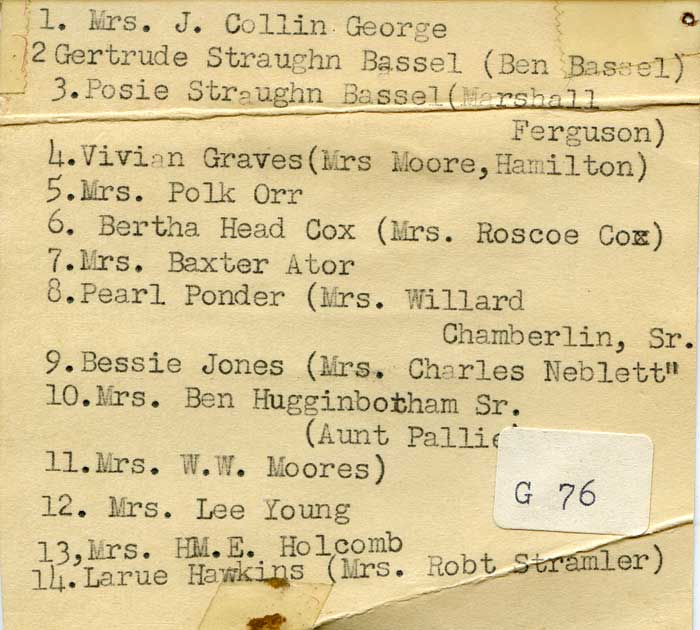 1. Mrs. J. Collin George
2 Gertrude Straughn Bassel (Ben Bassel)
3.Posie Straughn Bassel(Marshall
Ferguson)
4.Vivian Graves(Mrs Moore,Hamilton)
5.Mrs. Polk Orr
6. Bertha Head Cox (Mrs. Roscoe Cox)
7.Mrs. Baxter Ator
8.Pearl Ponder (Mrs. Willard
Chamberlin, Sr.
9.Bessie Jones (Mrs. Charles Neblett"
10.Mrs. Ben Hugginbotham Sr.
(Aunt Pallie
11.Mrs. W.W. Moores)
12. Mrs. Lee Young
13,Mrs. HM.E. Holcomb
14.Larue Hawkins (Mrs. Robt Stramler)
G 76